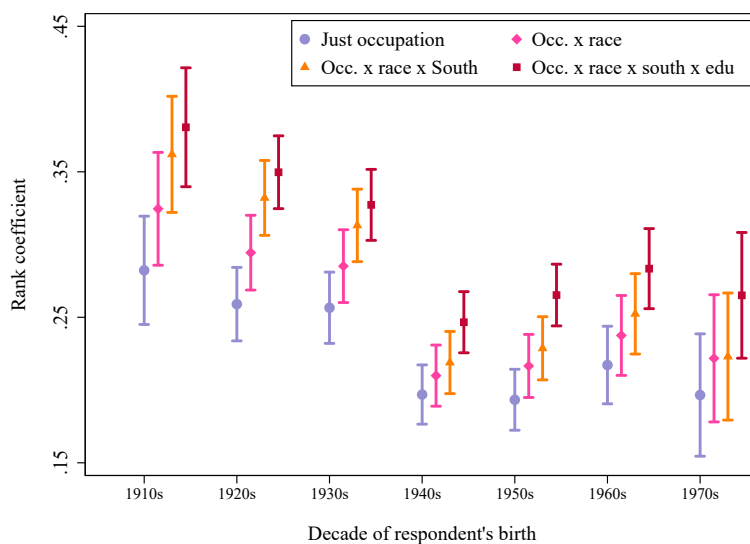 .45
.35
.25
.15
Rank coefficient
Just occupation
Occ. x race
Occ. x race x South
Occ. x race x south x edu
1910s
1920s
1930s
1940s
1950s
1960s
1970s
Decade of respondent's birth